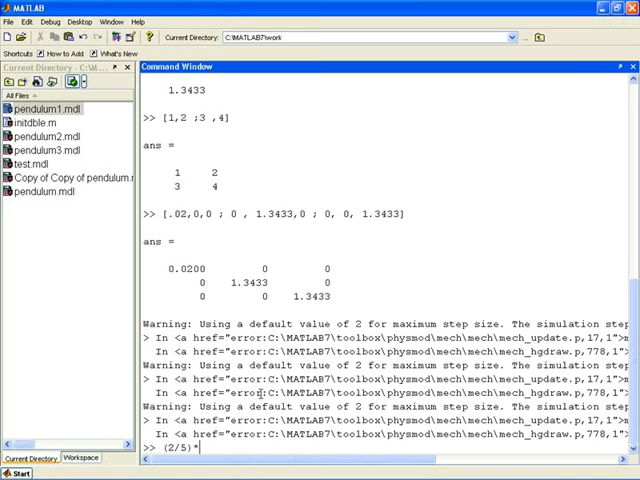 MATLAB
File Edit Debug Desktop Window Help
Current Directory: C:\MATLAB7\work
Shortcuts How to Add What's New
Current Directory - C:\M...
Command Window
All Files
pendulum1.mdl
initdble.m
pendulum2.mdl
pendulum3.mdl
test.mdl
Copy of Copy of pendulum.r
pendulum.mdl
1.3433
>> [1,2 ;3 ,4]
ans =
1 2
3 4
>> [.02,0,0 ; 0 , 1.3433,0 ; 0, 0, 1.3433]
ans =
0.0200 0 0
0 1.3433 0
0 0 1.3433
Warning: Using a default value of 2 for maximum step size. The simulation step
> In <a href="error:C:\MATLAB7\toolbox\physmod\mech\mech\mech_update.p,17,1">m
In <a href="error:C:\MATLAB7\toolbox\physmod\mech\mech\mech_hgdraw.p,778,1">
Warning: Using a default value of 2 for maximum step size. The simulation step
> In <a href="error:C:\MATLAB7\toolbox\physmod\mech\mech\mech_update.p,17,1">m
In <a href="error:C:\MATLAB7\toolbox\physmod\mech\mech\mech_hgdraw.p,778,1">
Warning: Using a default value of 2 for maximum step size. The simulation step
> In <a href="error:C:\MATLAB7\toolbox\physmod\mech\mech\mech_update.p,17,1">m
In <a href="error:C:\MATLAB7\toolbox\physmod\mech\mech\mech_hgdraw.p,778,1">
>> (2/5)*
Current Directory Workspace
Start